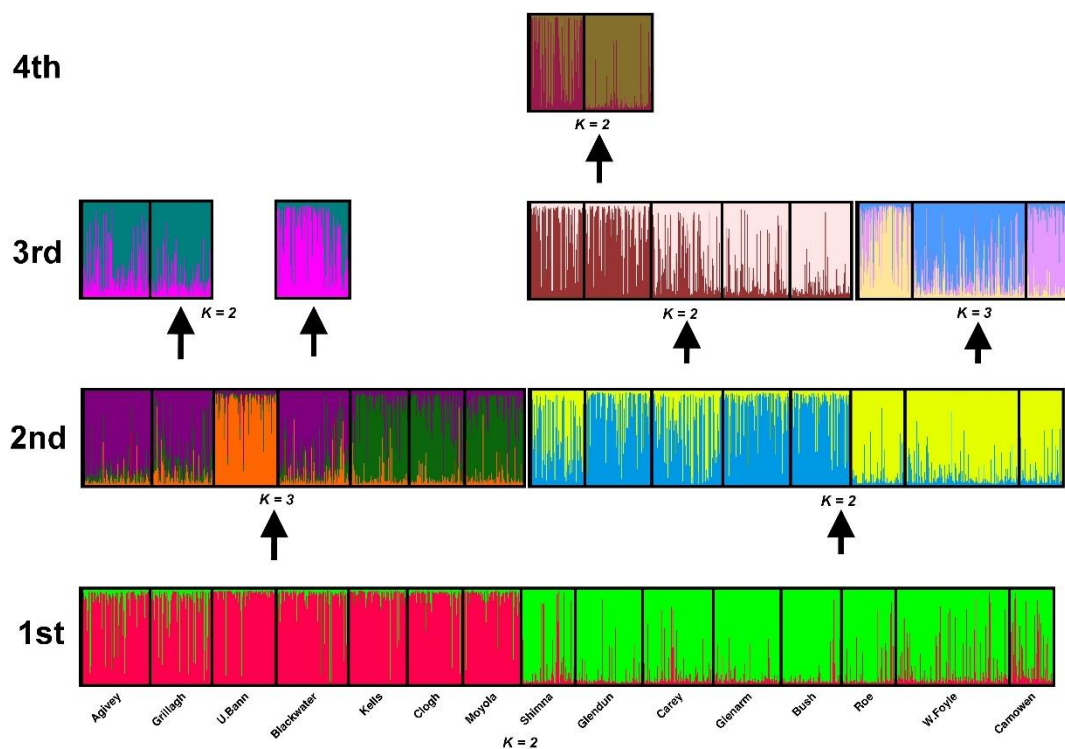 4th
K = 2
3rd
K = 2
K = 2
K = 3
2nd
K = 3
K = 2
1st
Agivey
Grillagh
U.Bann
Blackwater
Kells
Clogh
Moyola
Shimna
Glendun
Carey
Glenarm
Bush
Roe
W.Foyle
Camowen
K = 2